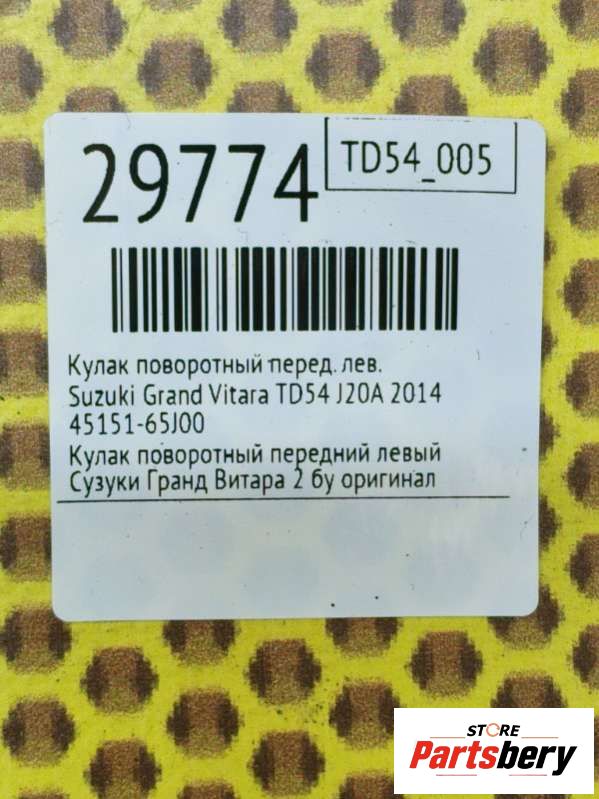 29774
TD54_005
Кулак поворотный перед. лев.
Suzuki Grand Vitara TD54 J20A 2014
45151-65J00
Кулак поворотный передний левый
Сузуки Гранд Витара 2 бу оригинал
STORE
Partsbery